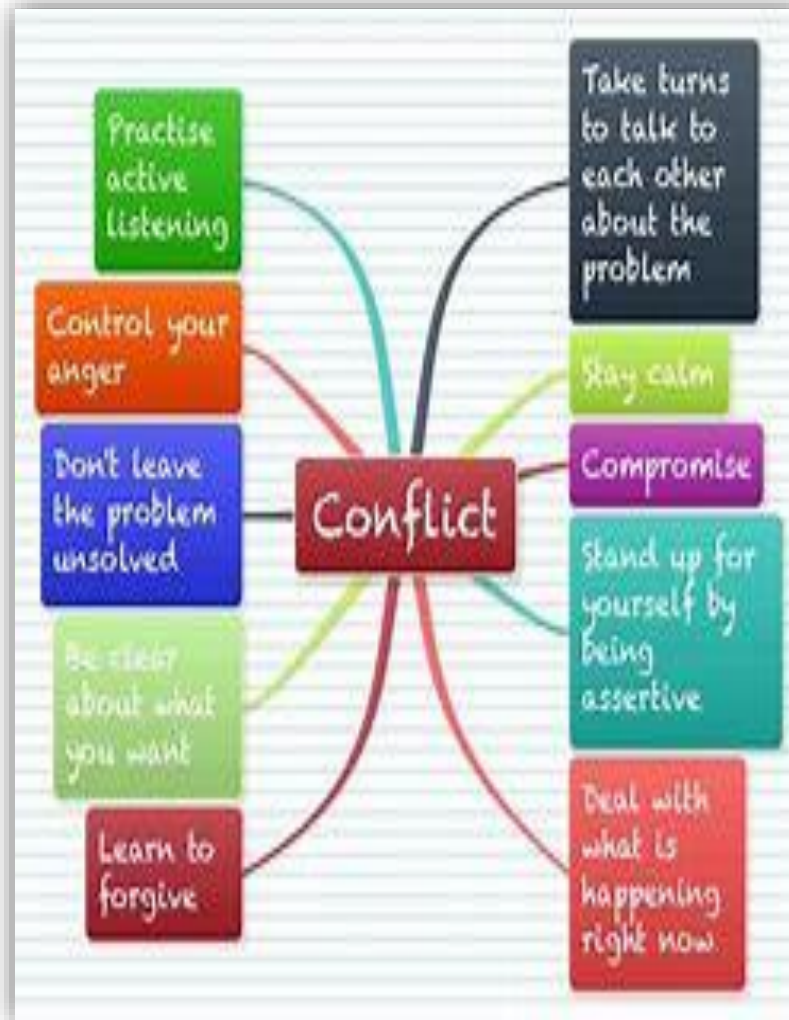 Practise
active
listening
Control your
anger
Don't leave
the problem
unsolved
Be clear
about what
you want
Learn to
forgive
Conflict
Take turns
to talk to
each other
about the
problem
Stay calm
Compromise
Stand up for
yourself by
being
assertive
Deal with
what is
happening
right now.